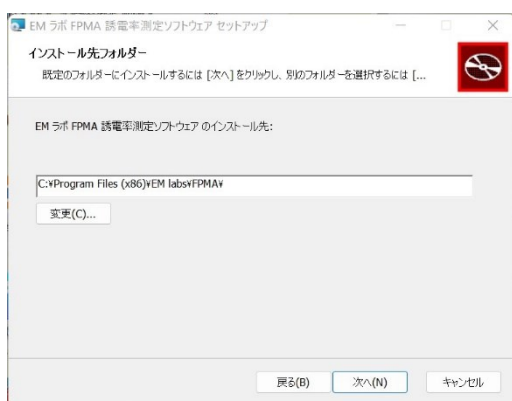 EM ラボ FPMA 誘電率測定ソフトウェア セットアップ
インストール先フォルダー
既定のフォルダーにインストールするには [次へ] をクリックし、別のフォルダーを選択するには [...
EM ラボ FPMA 誘電率測定ソフトウェア のインストール先:
C:¥Program Files (x86)¥EM labs¥FPMA¥
変更(C)...
戻る(B) 次へ(N) キャンセル